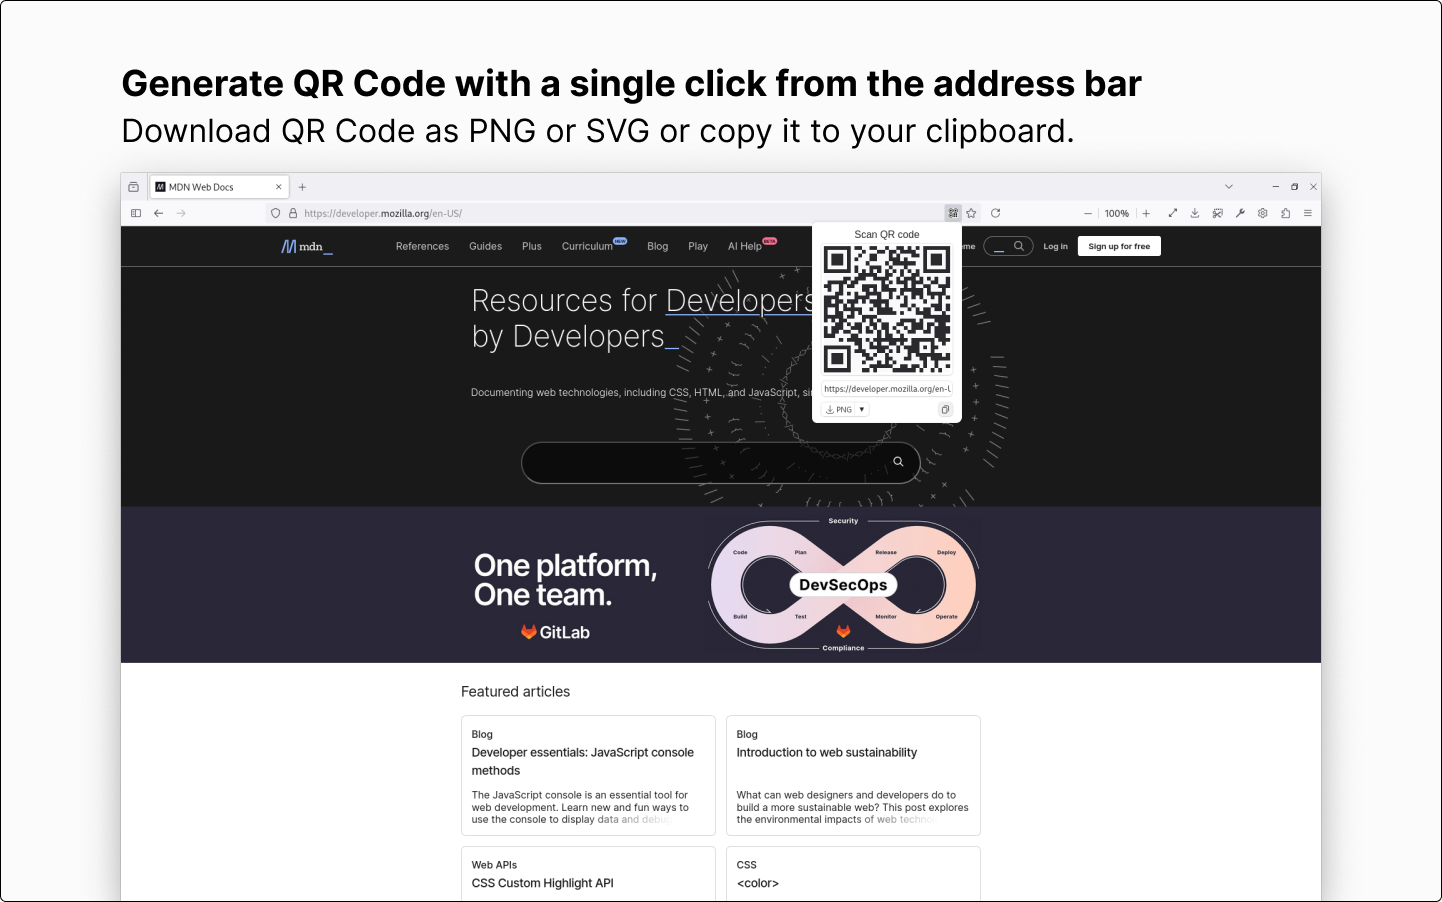 Generate QR Code with a single click from the address bar
Download QR Code as PNG or SVG or copy it to your clipboard.
MDN Web Docs
https://developer.mozilla.org/en-US/
100%
mdn_
References Guides Plus Curriculum NEW Blog Play AI Help BETA
Log in Sign up for free
Scan QR code
https://developer.mozilla.org/en-U
PNG
Resources for Developers
by Developers_
Documenting web technologies, including CSS, HTML, and JavaScript,
One platform,
One team.
GitLab
Security
Code Plan Release Deploy
DevSecOps
Build Test Monitor Operate
Compliance
Featured articles
Blog
Developer essentials: JavaScript console
methods
The JavaScript console is an essential tool for
web development. Learn new and fun ways to
use the console to display data and debu
Blog
Introduction to web sustainability
What can web designers and developers do to
build a more sustainable web? This post explores
the environmental impacts of web techno
Web APIs
CSS Custom Highlight API
CSS
<color>